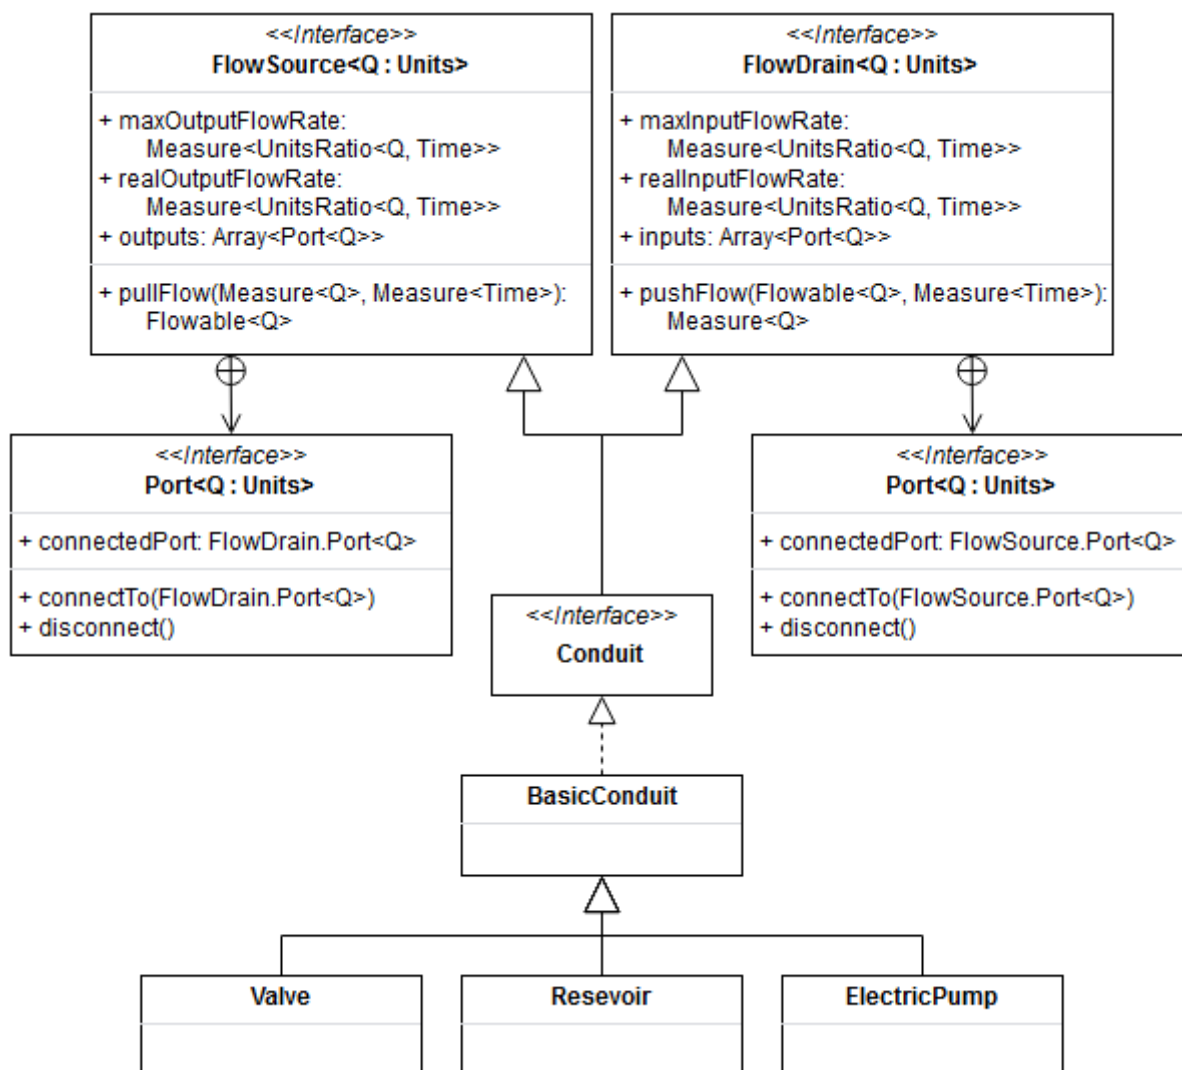 <<Interface>>
FlowSource<Q : Units>
+ maxOutputFlowRate:
Measure<UnitsRatio<Q, Time>>
+ realOutputFlowRate:
Measure<UnitsRatio<Q, Time>>
+ outputs: Array<Port<Q>>
+ pullFlow(Measure<Q>, Measure<Time>):
Flowable<Q>
<<Interface>>
FlowDrain<Q : Units>
+ maxInputFlowRate:
Measure<UnitsRatio<Q, Time>>
+ realInputFlowRate:
Measure<UnitsRatio<Q, Time>>
+ inputs: Array<Port<Q>>
+ pushFlow(Flowable<Q>, Measure<Time>):
Measure<Q>
<<Interface>>
Port<Q : Units>
+ connectedPort: FlowDrain.Port<Q>
+ connectTo(FlowDrain.Port<Q>)
+ disconnect()
<<Interface>>
Port<Q : Units>
+ connectedPort: FlowSource.Port<Q>
+ connectTo(FlowSource.Port<Q>)
+ disconnect()
<<Interface>>
Conduit
BasicConduit
Valve
Resevoir
ElectricPump